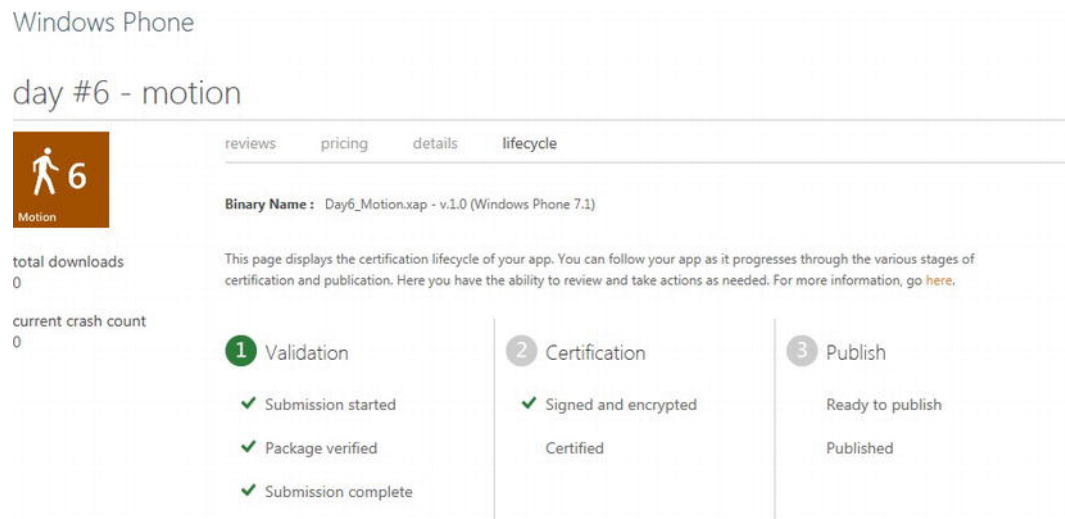 Windows Phone
day #6 - motion
6
Motion
total downloads
0
current crash count
0
reviews pricing details lifecycle
Binary Name : Day6_Motion.xap - v.1.0 (Windows Phone 7.1)
This page displays the certification lifecycle of your app. You can follow your app as it progresses through the various stages of
certification and publication. Here you have the ability to review and take actions as needed. For more information, go here.
1 Validation
Submission started
Package verified
Submission complete
2 Certification
Signed and encrypted
Certified
3 Publish
Ready to publish
Published